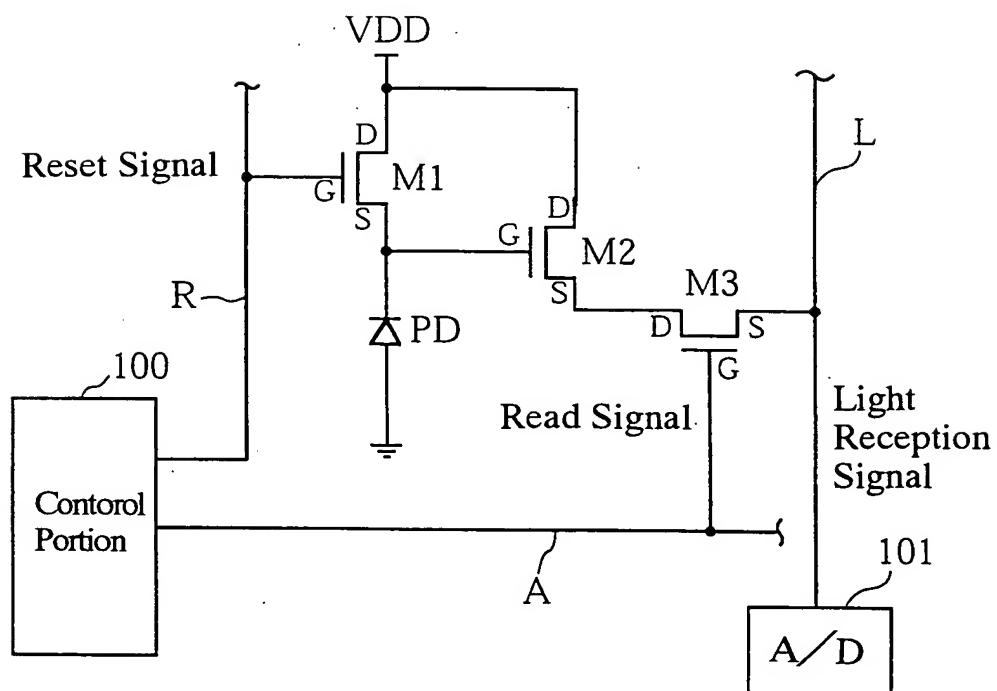 VDD
D
Reset Signal
G
M1
S
L
G
D
M2
S
M3
D
S
G
R
PD
100
Read Signal
Light
Reception
Signal
Contorol
Portion
A
101
A/D